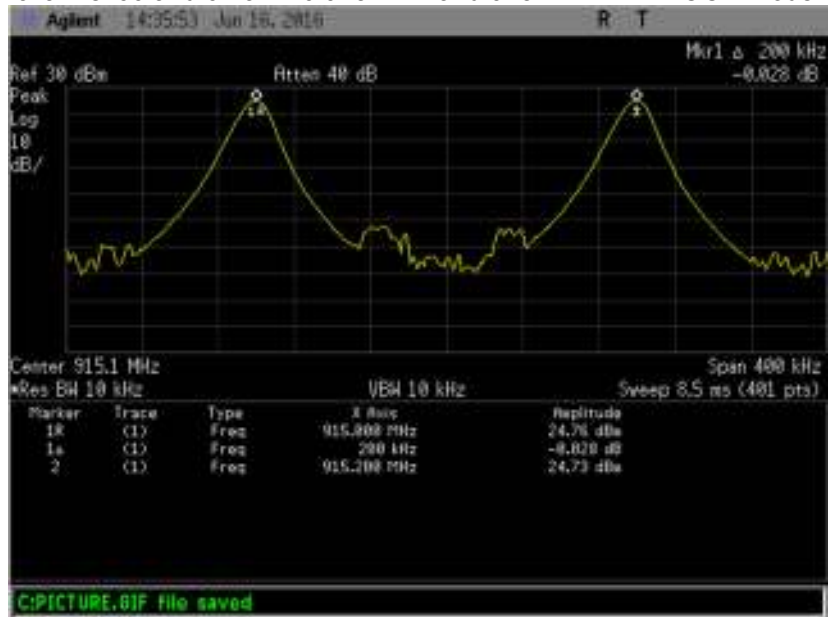 Agilent 14:35:53 Jun 16, 2016 R T
Mkr1 Δ 200 kHz
Ref 30 dBm Atten 40 dB -0.028 dB
Peak
Log
10
dB/
1R
Center 915.1 MHz Span 400 kHz
*Res BW 10 kHz VBW 10 kHz Sweep 8.5 ms (401 pts)
Marker Trace Type X Axis Amplitude
1R (1) Freq 915.000 MHz 24.76 dBm
1Δ (1) Freq 200 kHz -0.028 dB
2 (1) Freq 915.200 MHz 24.73 dBm
C:PICTURE.GIF file saved